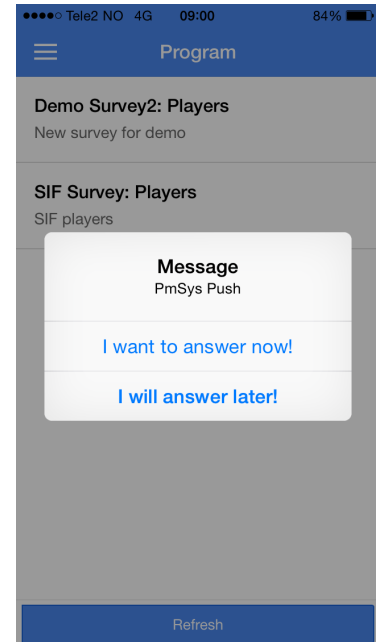 Tele2 NO 4G 09:00 84%
Program
Demo Survey2: Players
New survey for demo
SIF Survey: Players
SIF players
Message
PmSys Push
I want to answer now!
I will answer later!
Refresh